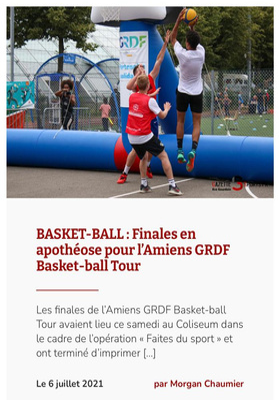 GRDF
BASKET-BALL : Finales en
apothéose pour l'Amiens GRDF
Basket-ball Tour
Les finales de l'Amiens GRDF Basket-ball
Tour avaient lieu ce samedi au Coliseum dans
le cadre de l'opération « Faites du sport » et
ont terminé d'imprimer [...]
Le 6 juillet 2021 par Morgan Chaumier